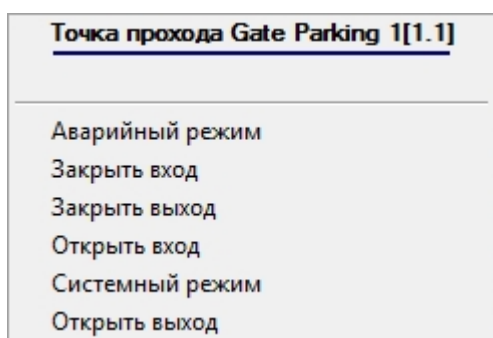 Точка прохода Gate Parking 1[1.1]
Аварийный режим
Закрыть вход
Закрыть выход
Открыть вход
Системный режим
Открыть выход